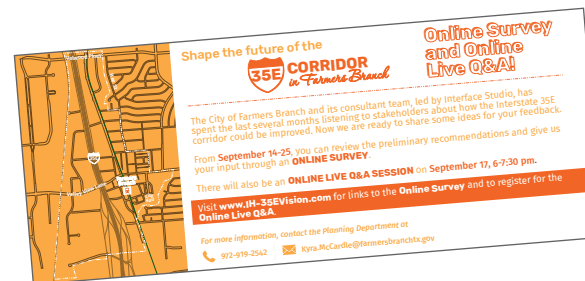 Shape the future of the
35E CORRIDOR
in Farmers Branch
Online Survey
and Online
Live Q&A!
The City of Farmers Branch and its consultant team, led by Interface Studio, has
spent the last several months listening to stakeholders about how the Interstate 35E
corridor could be improved. Now we are ready to share some ideas for your feedback.
From September 14-25, you can review the preliminary recommendations and give us
your input through an ONLINE SURVEY.
There will also be an ONLINE LIVE Q&A SESSION on September 17, 6-7:30 pm.
Visit www.IH-35EVision.com for links to the Online Survey and to register for the
Online Live Q&A.
For more information, contact the Planning Department at
972-919-2542
Kyra.McCardle@farmersbranchtx.gov